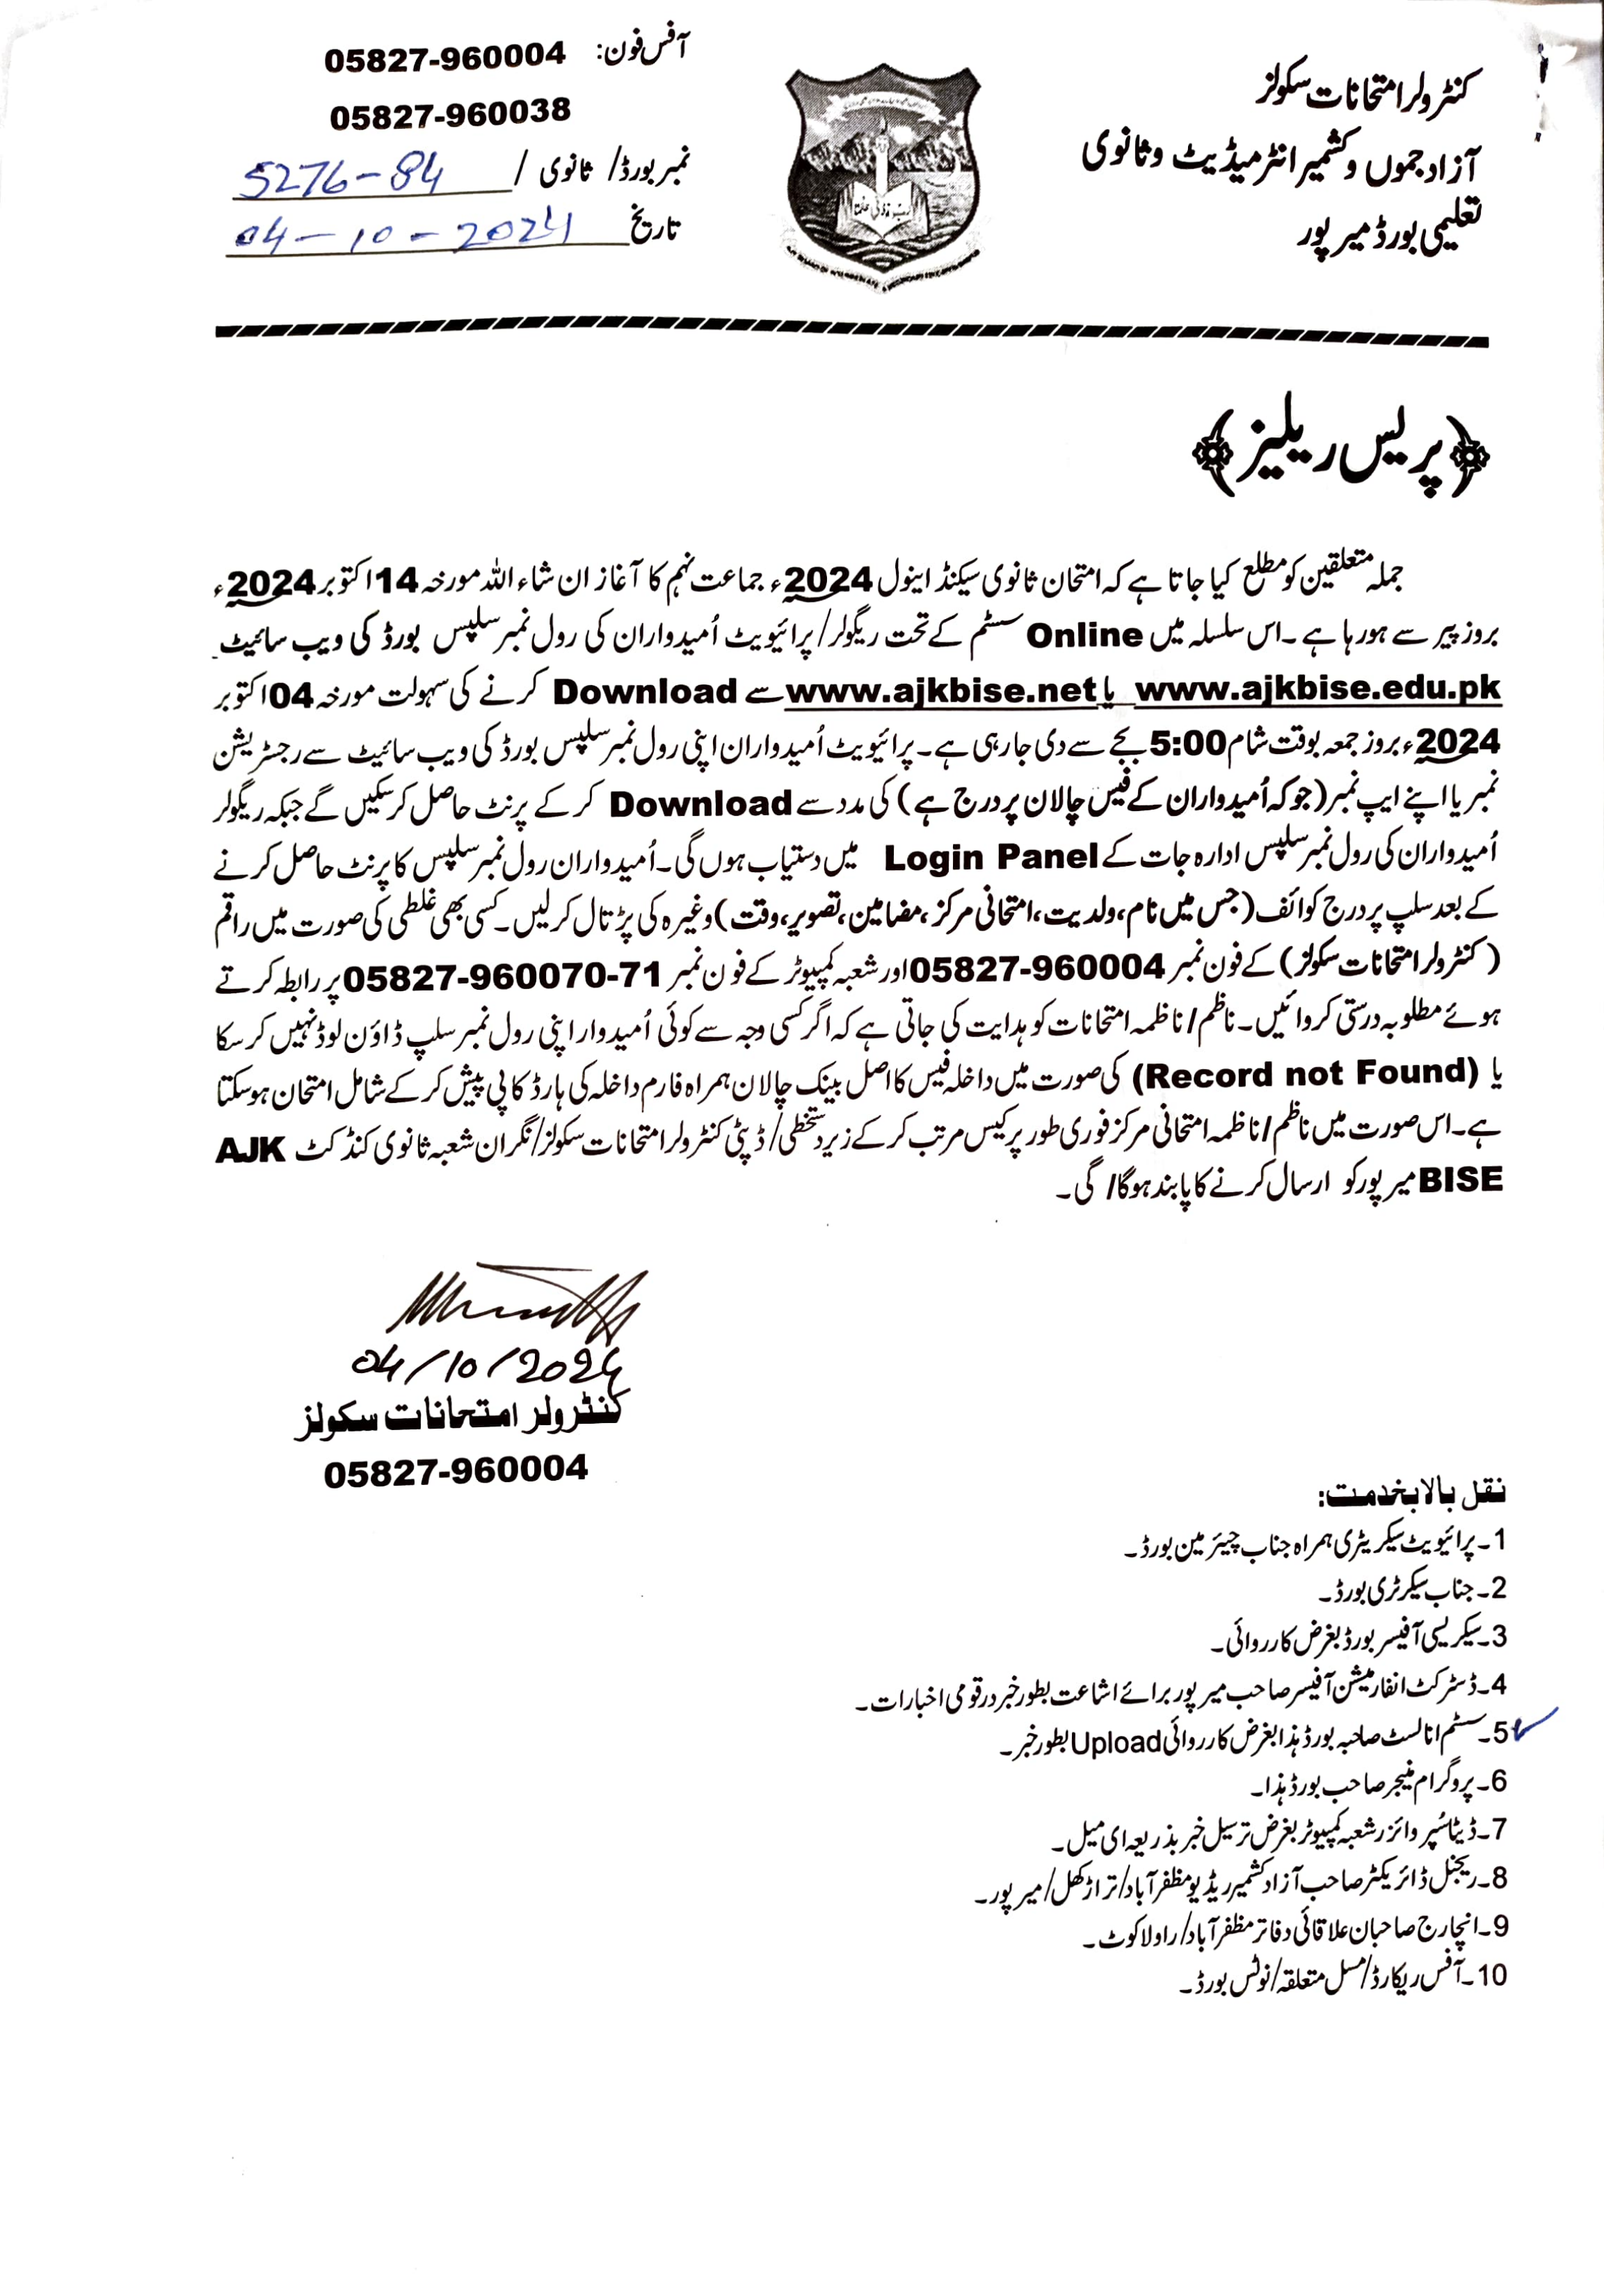 کنٹرولر امتحانات سکولز
آزاد جموں و کشمیر انٹرمیڈیٹ و ثانوی
تعلیمی بورڈ میر پور
آفس فون: 05827-960004
05827-960038
نمبر بورڈ/ ثانوی / 5276-84
تاریخ 04-10-2024
﴿پریس ریلیز﴾
جملہ متعلقین کو مطلع کیا جاتا ہے کہ امتحان ثانوی سیکنڈ اینول 2024ء جماعت نہم کا آغاز ان شاء اللہ مورخہ 14 اکتوبر 2024ء
بروز پیر سے ہو رہا ہے۔ اس سلسلہ میں Online سسٹم کے تحت ریگولر/ پرائیویٹ اُمیدواران کی رول نمبر سلپس بورڈ کی ویب سائیٹ
www.ajkbise.edu.pk یا www.ajkbise.net سے Download کرنے کی سہولت مورخہ 04 اکتوبر
2024ء بروز جمعہ بوقت شام 5:00 بجے سے دی جا رہی ہے۔ پرائیویٹ اُمیدواران اپنی رول نمبر سلپس بورڈ کی ویب سائیٹ سے رجسٹریشن
نمبر یا اپنے ایپ نمبر (جو کہ اُمیدواران کے فیس چالان پر درج ہے) کی مدد سے Download کر کے پرنٹ حاصل کر سکیں گے جبکہ ریگولر
اُمیدواران کی رول نمبر سلپس ادارہ جات کے Login Panel میں دستیاب ہوں گی۔ اُمیدواران رول نمبر سلپس کا پرنٹ حاصل کرنے
کے بعد سلپ پر درج کوائف (جس میں نام، ولدیت، امتحانی مرکز، مضامین، تصویر، وقت) وغیرہ کی پڑتال کر لیں۔ کسی بھی غلطی کی صورت میں راقم
(کنٹرولر امتحانات سکولز) کے فون نمبر 05827-960004 اور شعبہ کمپیوٹر کے فون نمبر 05827-960070-71 پر رابطہ کرتے
ہوئے مطلوبہ درستی کروائیں۔ ناظم/ ناظمہ امتحانات کو ہدایت کی جاتی ہے کہ اگر کسی وجہ سے کوئی اُمیدوار اپنی رول نمبر سلپ ڈاؤن لوڈ نہیں کر سکا
یا (Record not Found) کی صورت میں داخلہ فیس کا اصل بینک چالان ہمراہ فارم داخلہ کی ہارڈ کاپی پیش کر کے شامل امتحان ہو سکتا
ہے۔ اس صورت میں ناظم/ ناظمہ امتحانی مرکز فوری طور پر کیس مرتب کر کے زیر دستخطی/ ڈپٹی کنٹرولر امتحانات سکولز/ نگران شعبہ ثانوی کنڈکٹ AJK
BISE میر پور کو ارسال کرنے کا پابند ہوگا/ گی۔
04/10/2024
کنٹرولر امتحانات سکولز
05827-960004
نقل بالا بخدمت:
1۔ پرائیویٹ سیکریٹری ہمراہ جناب چیئرمین بورڈ۔
2۔ جناب سیکرٹری بورڈ۔
3۔ سیکریسی آفیسر بورڈ بغرض کارروائی۔
4۔ ڈسٹرکٹ انفارمیشن آفیسر صاحب میر پور برائے اشاعت بطور خبر در قومی اخبارات۔
5۔ سسٹم انالسٹ صاحبہ بورڈ ہذا بغرض کارروائی Upload بطور خبر۔
6۔ پروگرام منیجر صاحب بورڈ ہذا۔
7۔ ڈیٹا سُپروائزر شعبہ کمپیوٹر بغرض ترسیل خبر بذریعہ ای میل۔
8۔ ریجنل ڈائریکٹر صاحب آزاد کشمیر ریڈیو مظفر آباد/ تراڑکھل/ میر پور۔
9۔ انچارج صاحبان علاقائی دفاتر مظفر آباد/ راولاکوٹ۔
10۔ آفس ریکارڈ/ مسل متعلقہ/ نوٹس بورڈ۔